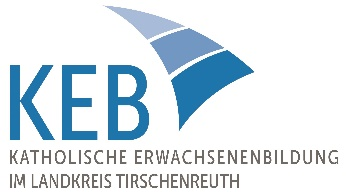 KEB
KATHOLISCHE ERWACHSENENBILDUNG
IM LANDKREIS TIRSCHENREUTH